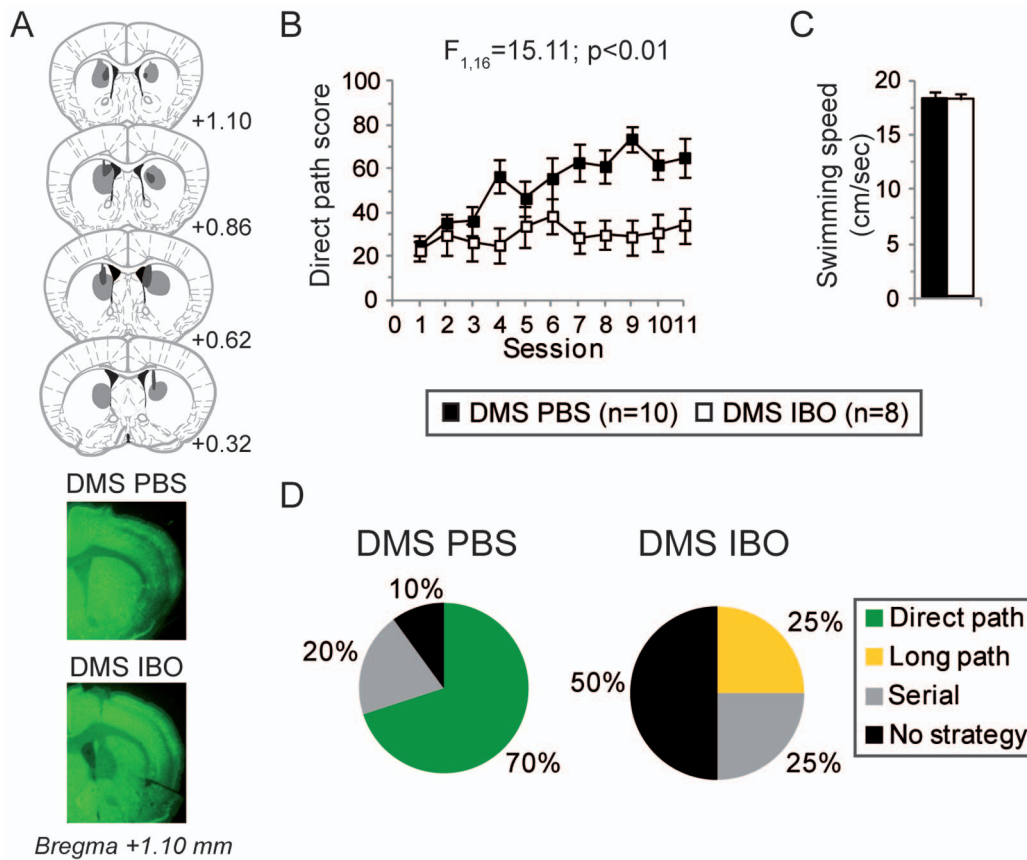 A
+1.10
+0.86
+0.62
+0.32
DMS PBS
DMS IBO
Bregma +1.10 mm
B
F1,16=15.11; p<0.01
Direct path score
100
80
60
40
20
0
0 1 2 3 4 5 6 7 8 9 10 11
Session
C
Swimming speed
(cm/sec)
20
15
10
5
0
DMS PBS (n=10) DMS IBO (n=8)
D
DMS PBS
10%
20%
70%
DMS IBO
25%
50%
25%
Direct path
Long path
Serial
No strategy